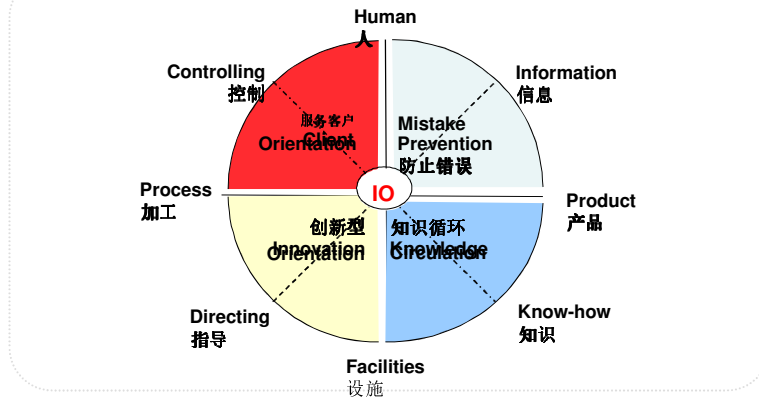 Human
人
Controlling
控制
Information
信息
服务客户
Client
Orientation
Mistake
Prevention
防止错误
Process
加工
IO
Product
产品
创新型
Innovation
Orientation
知识循环
Knowledge
Circulation
Directing
指导
Know-how
知识
Facilities
设施